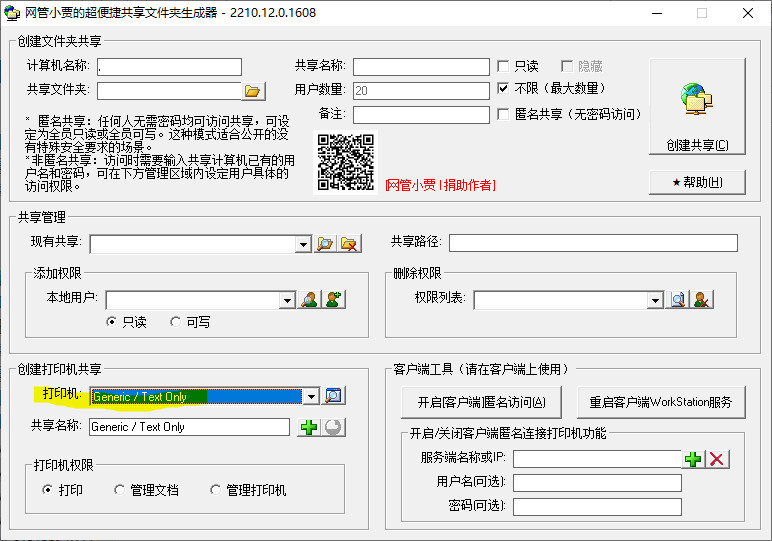 网管小贾的超便捷共享文件夹生成器 - 2210.12.0.1608
创建文件夹共享
计算机名称: .
共享文件夹:
* 匿名共享：任何人无需密码均可访问共享，可设
定为全员只读或全员可写。这种模式适合公开的没
有特殊安全要求的场景。
*非匿名共享：访问时需要输入共享计算机已有的用
户名和密码，可在下方管理区域内设定用户具体的
访问权限。
共享名称:
只读
隐藏
用户数量: 20
不限（最大数量）
备注:
匿名共享（无密码访问）
[网管小贾 | 捐助作者]
创建共享(C)
★帮助(H)
共享管理
现有共享:
共享路径:
添加权限
本地用户:
只读
可写
删除权限
权限列表:
创建打印机共享
打印机: Generic / Text Only
共享名称: Generic / Text Only
打印机权限
打印
管理文档
管理打印机
客户端工具（请在客户端上使用）
开启[客户端]匿名访问(A)
重启客户端WorkStation服务
开启/关闭客户端匿名连接打印机功能
服务端名称或IP:
用户名(可选):
密码(可选):